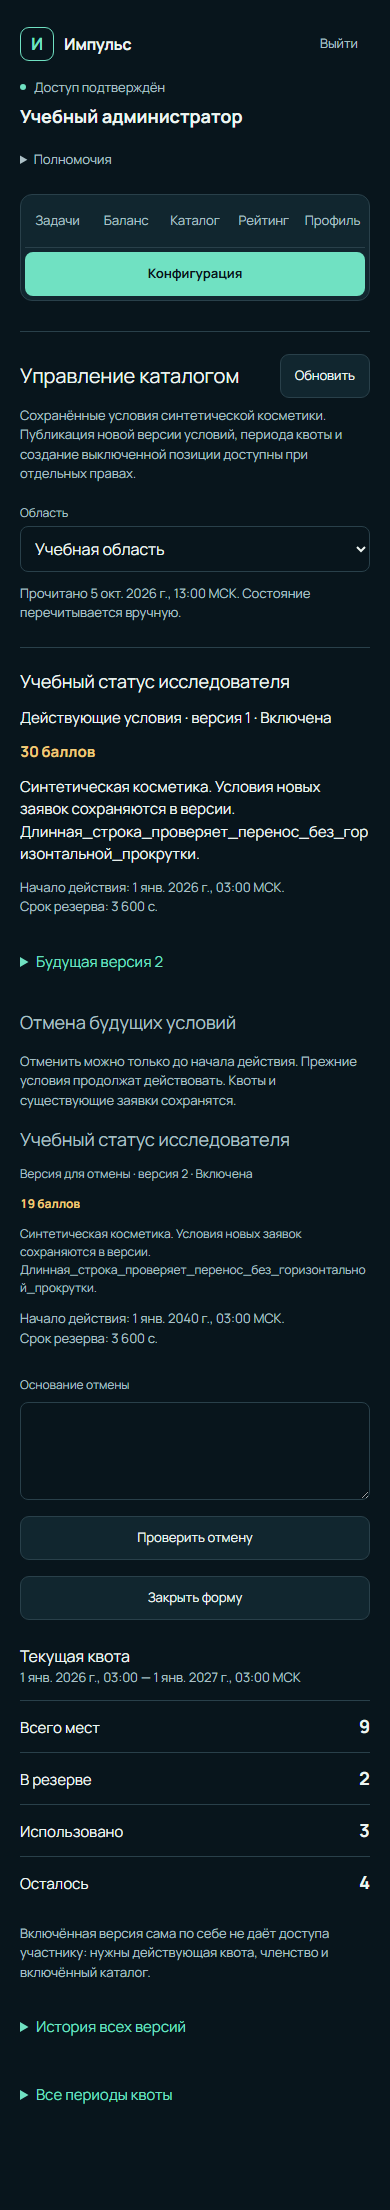 И Импульс Выйти
Доступ подтверждён
Учебный администратор
Полномочия
Задачи Баланс Каталог Рейтинг Профиль
Конфигурация
Управление каталогом Обновить
Сохранённые условия синтетической косметики.
Публикация новой версии условий, периода квоты и
создание выключенной позиции доступны при
отдельных правах.
Область
Учебная область
Прочитано 5 окт. 2026 г., 13:00 МСК. Состояние
перечитывается вручную.
Учебный статус исследователя
Действующие условия · версия 1 · Включена
30 баллов
Синтетическая косметика. Условия новых
заявок сохраняются в версии.
Длинная_строка_проверяет_перенос_без_гор
изонтальной_прокрутки.
Начало действия: 1 янв. 2026 г., 03:00 МСК.
Срок резерва: 3 600 с.
Будущая версия 2
Отмена будущих условий
Отменить можно только до начала действия. Прежние
условия продолжат действовать. Квоты и
существующие заявки сохранятся.
Учебный статус исследователя
Версия для отмены · версия 2 · Включена
19 баллов
Синтетическая косметика. Условия новых заявок
сохраняются в версии.
Длинная_строка_проверяет_перенос_без_горизонтально
й_прокрутки.
Начало действия: 1 янв. 2040 г., 03:00 МСК.
Срок резерва: 3 600 с.
Основание отмены
Проверить отмену
Закрыть форму
Текущая квота
1 янв. 2026 г., 03:00 — 1 янв. 2027 г., 03:00 МСК
Всего мест 9
В резерве 2
Использовано 3
Осталось 4
Включённая версия сама по себе не даёт доступа
участнику: нужны действующая квота, членство и
включённый каталог.
История всех версий
Все периоды квоты